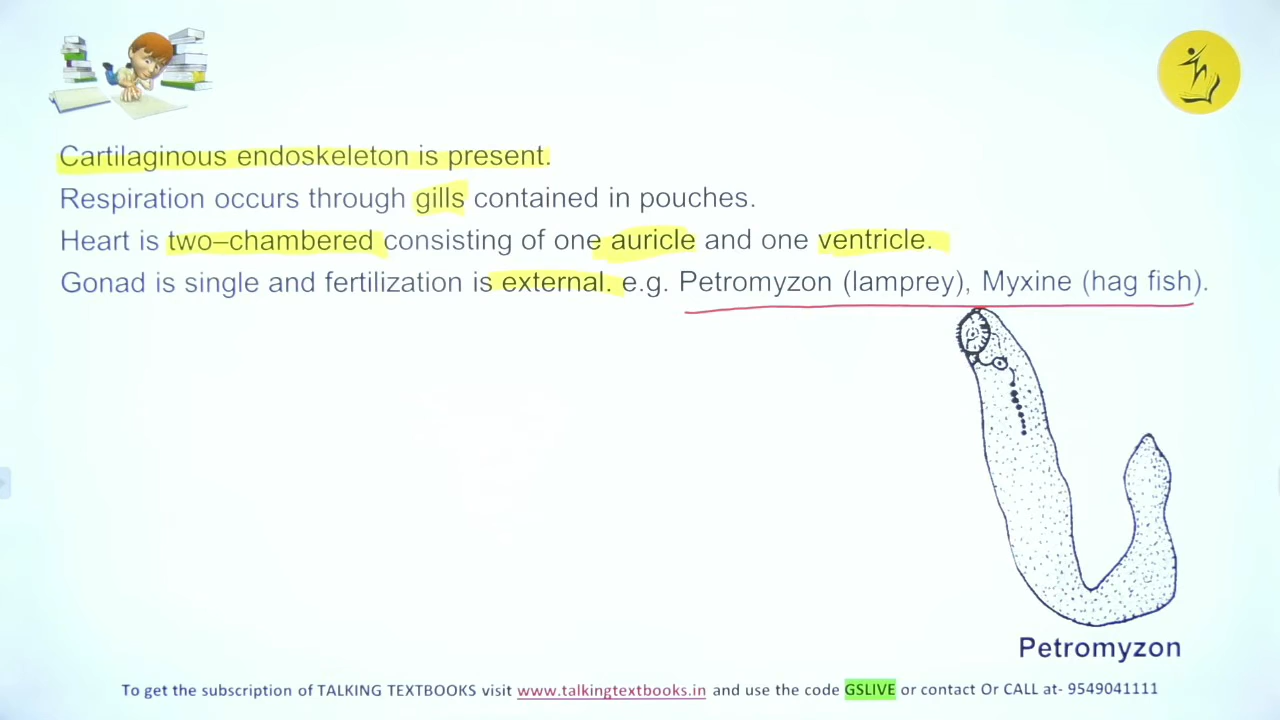 Cartilaginous endoskeleton is present.
Respiration occurs through gills contained in pouches.
Heart is two–chambered consisting of one auricle and one ventricle.
Gonad is single and fertilization is external. e.g. Petromyzon (lamprey), Myxine (hag fish).
Petromyzon
To get the subscription of TALKING TEXTBOOKS visit www.talkingtextbooks.in and use the code GSLIVE or contact Or CALL at- 9549041111